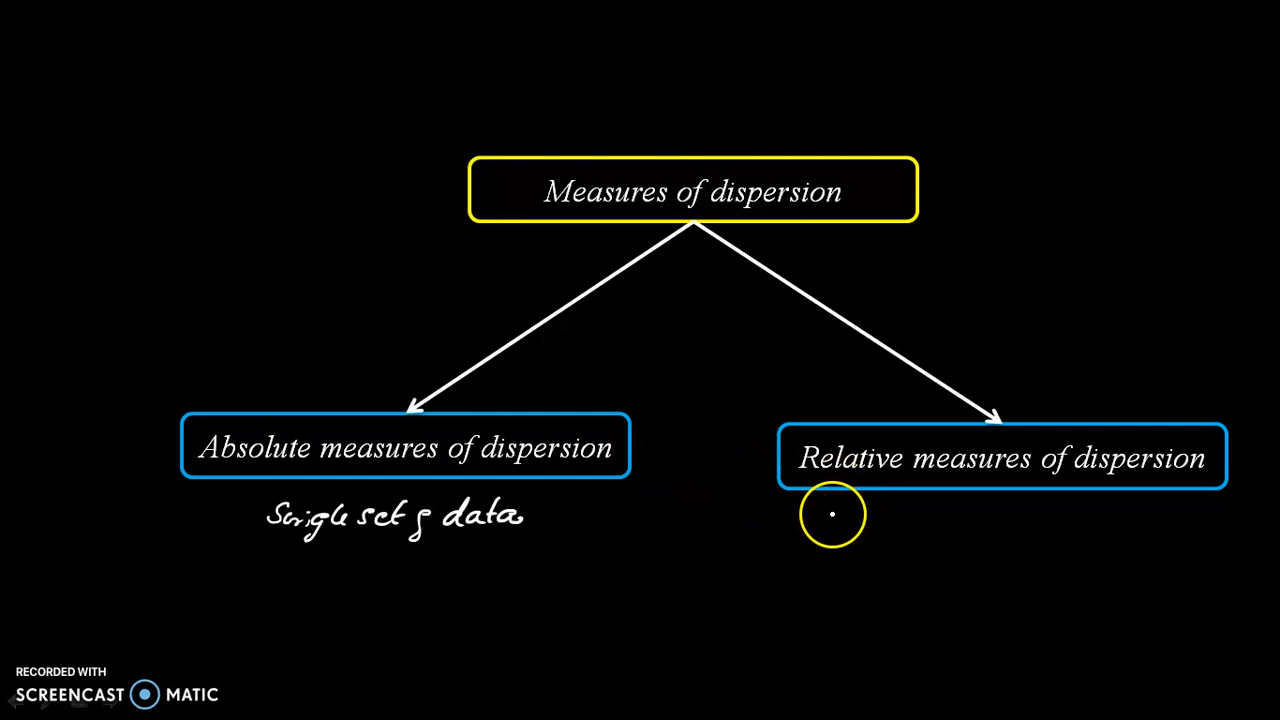 Measures of dispersion
Absolute measures of dispersion
Relative measures of dispersion
Single set of data
RECORDED WITH
SCREENCAST MATIC